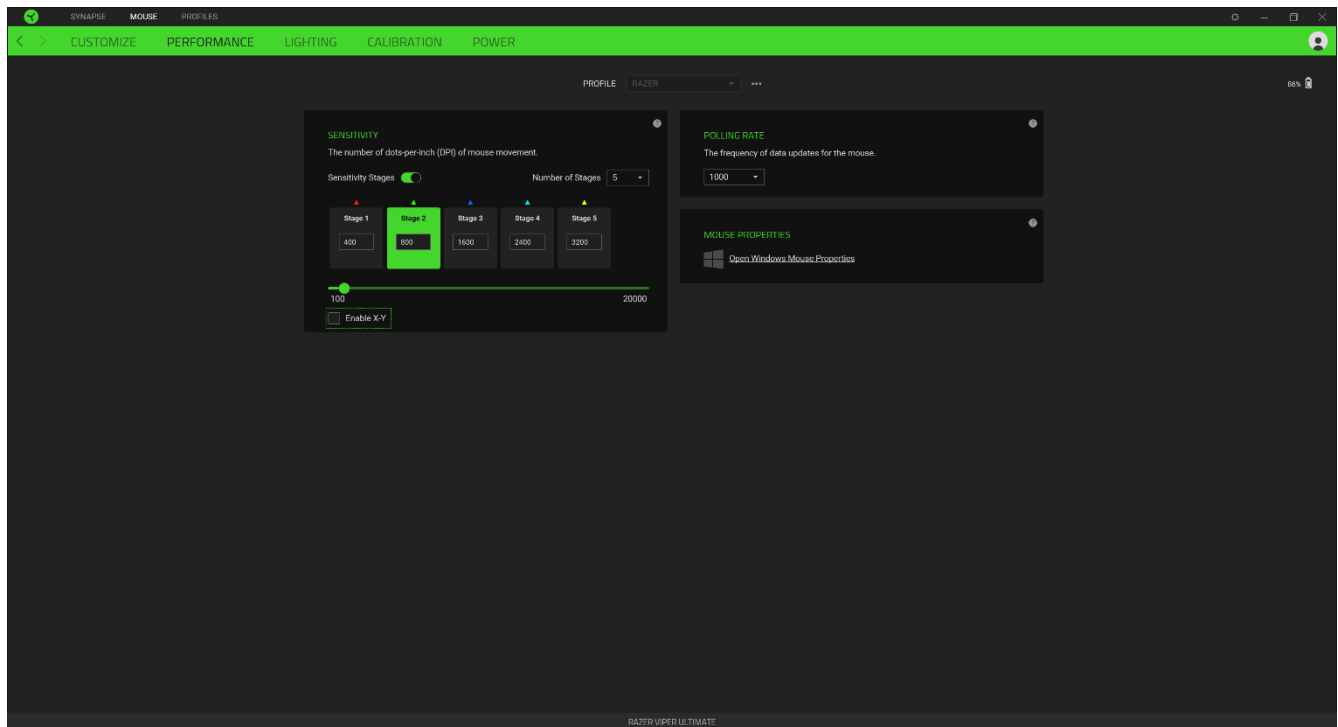 SYNAPSE MOUSE PROFILES
CUSTOMIZE PERFORMANCE LIGHTING CALIBRATION POWER
PROFILE RAZER
86%
SENSITIVITY
The number of dots-per-inch (DPI) of mouse movement.
Sensitivity Stages Number of Stages 5
Stage 1 Stage 2 Stage 3 Stage 4 Stage 5
400 800 1600 2400 3200
100 20000
Enable X-Y
POLLING RATE
The frequency of data updates for the mouse.
1000
MOUSE PROPERTIES
Open Windows Mouse Properties
RAZER VIPER ULTIMATE